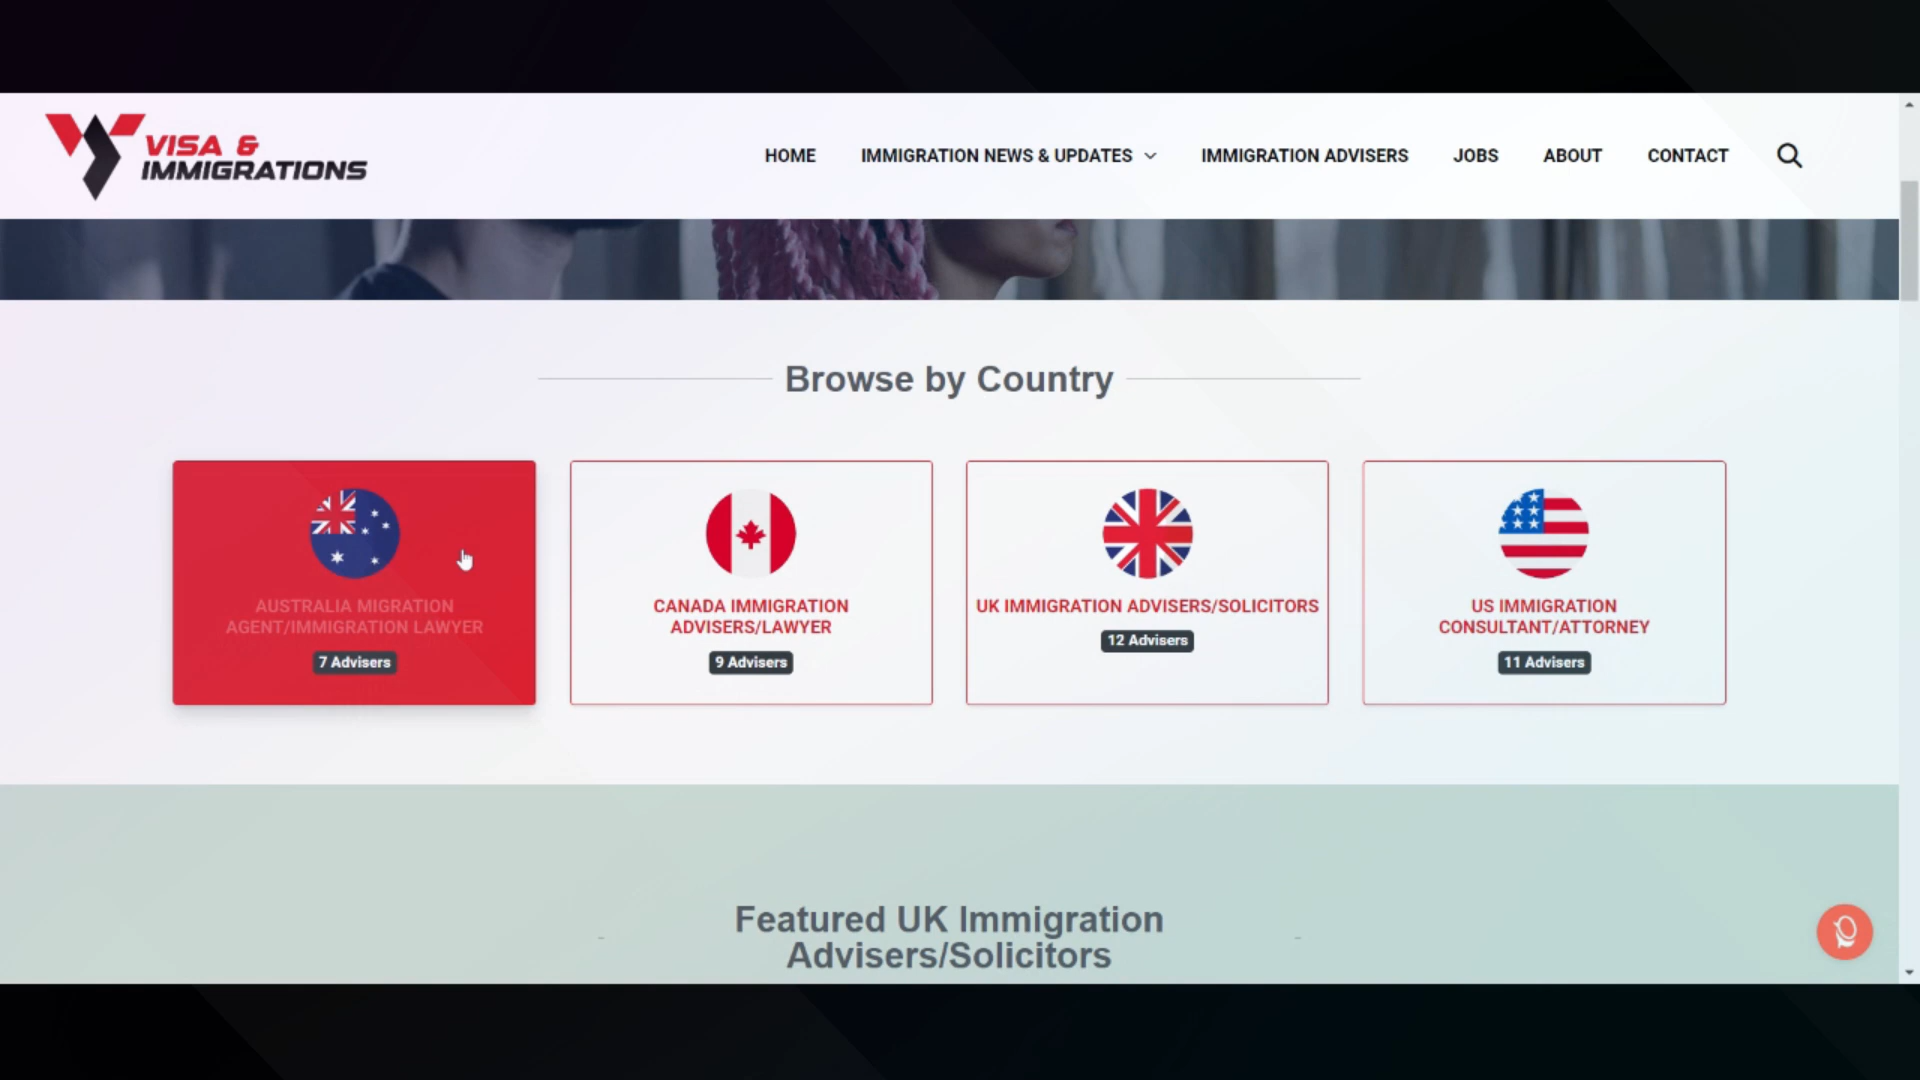 VISA &
IMMIGRATIONS
HOME
IMMIGRATION NEWS & UPDATES
IMMIGRATION ADVISERS
JOBS
ABOUT
CONTACT
Browse by Country
AUSTRALIA MIGRATION
AGENT/IMMIGRATION LAWYER
7 Advisers
CANADA IMMIGRATION
ADVISERS/LAWYER
9 Advisers
UK IMMIGRATION ADVISERS/SOLICITORS
12 Advisers
US IMMIGRATION
CONSULTANT/ATTORNEY
11 Advisers
Featured UK Immigration
Advisers/Solicitors